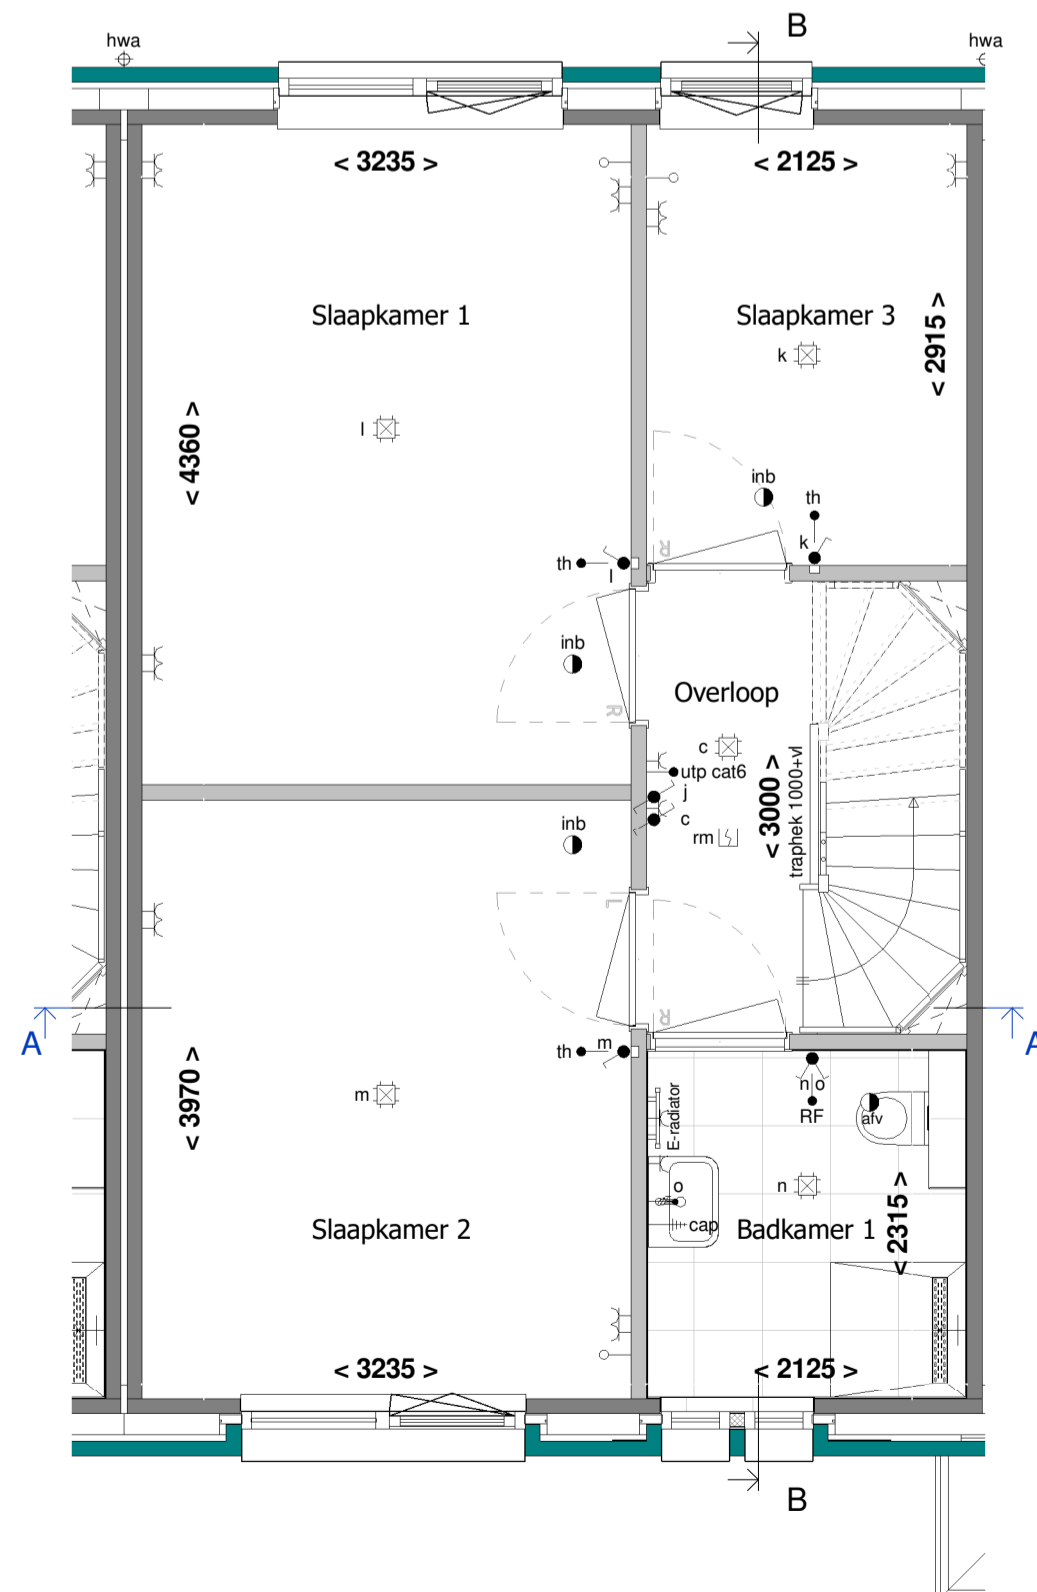 B
hwa
hwa
< 3235 >
< 2125 >
Slaapkamer 1
Slaapkamer 3
k
< 2915 >
< 4360 >
l
inb
th
k
R
th
l
inb
R
Overloop
c
utp cat6
j
c
rm
< 3000 >
traphek 1000+vl
inb
L
R
A
A
th
m
n o
RF
afv
E-radiator
< 3970 >
m
n
o
cap
Slaapkamer 2
Badkamer 1
< 2315 >
< 3235 >
< 2125 >
B